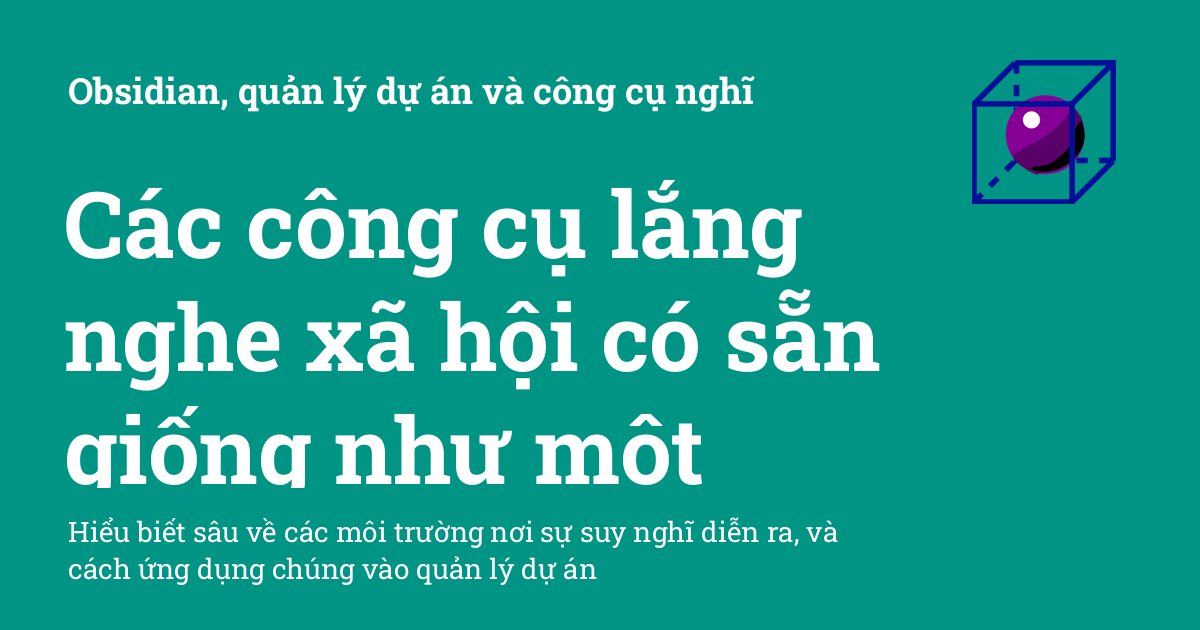 Obsidian, quản lý dự án và công cụ nghĩ
Các công cụ lắng
nghe xã hội có sẵn
giống như một
Hiểu biết sâu về các môi trường nơi sự suy nghĩ diễn ra, và
cách ứng dụng chúng vào quản lý dự án